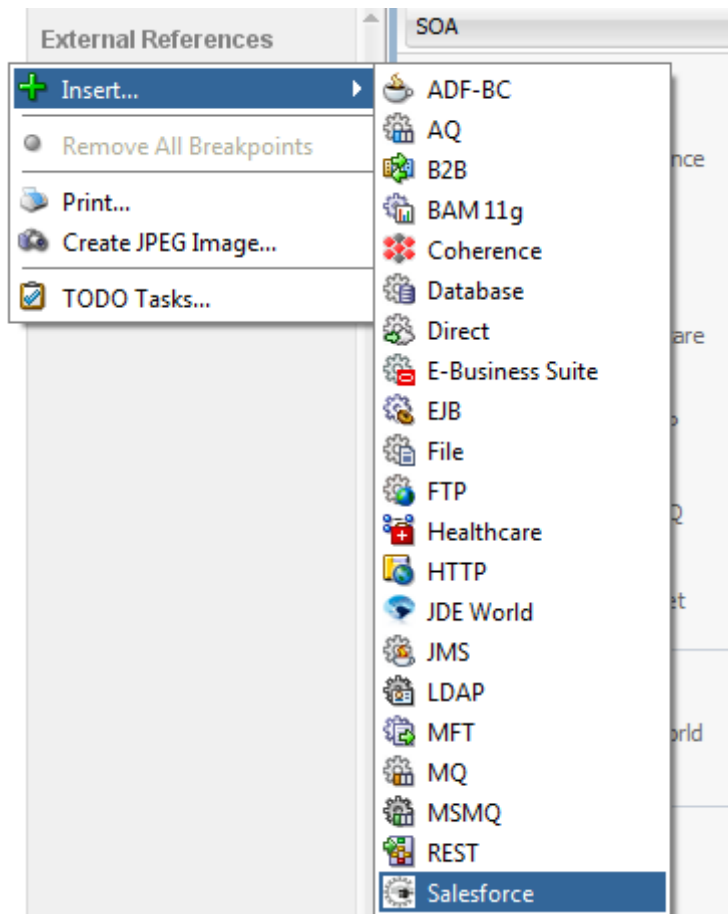 External References
SOA
Insert...
Remove All Breakpoints
Print...
Create JPEG Image...
TODO Tasks...
ADF-BC
AQ
B2B
BAM 11g
Coherence
Database
Direct
E-Business Suite
EJB
File
FTP
Healthcare
HTTP
JDE World
JMS
LDAP
MFT
MQ
MSMQ
REST
Salesforce